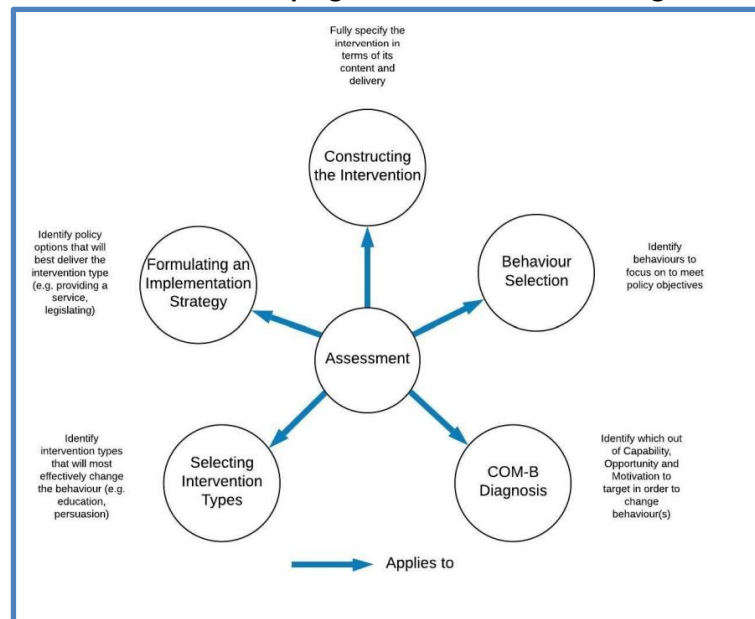 Fully specify the
intervention in
terms of its
content and
delivery
Constructing
the Intervention
Identify policy
options that will
best deliver the
intervention type
(e.g. providing a
service,
legislating)
Formulating an
Implementation
Strategy
Behaviour
Selection
Identify
behaviours to
focus on to meet
policy objectives
Assessment
Identify
intervention types
that will most
effectively change
the behaviour (e.g.
education,
persuasion)
Selecting
Intervention
Types
COM-B
Diagnosis
Identify which out
of Capability,
Opportunity and
Motivation to
target in order to
change
behaviour(s)
Applies to